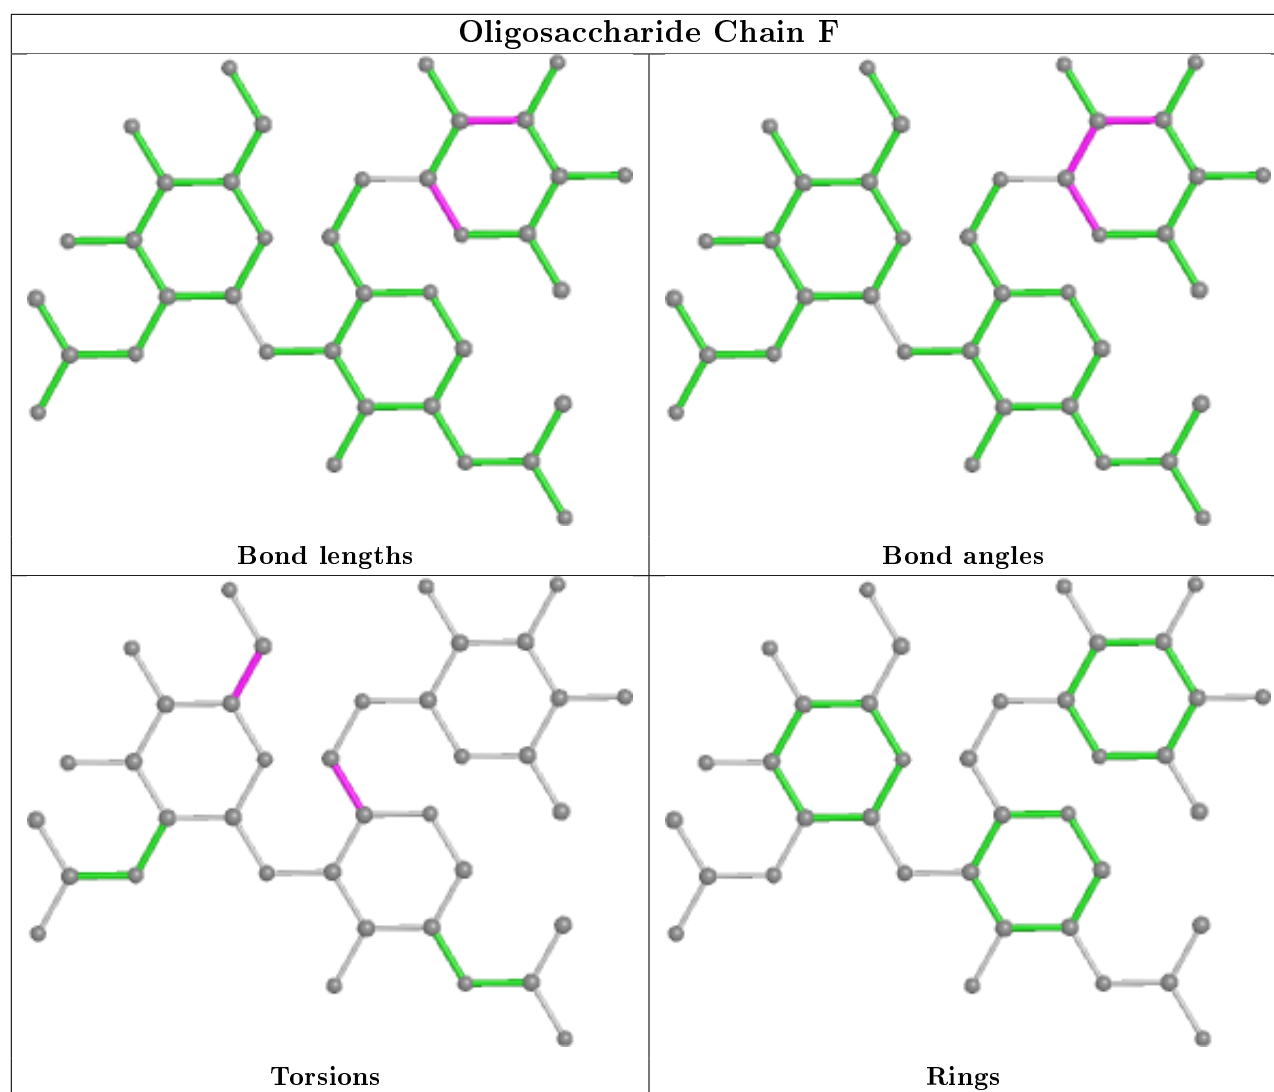 Oligosaccharide Chain F
Bond lengths
Bond angles
Torsions
Rings